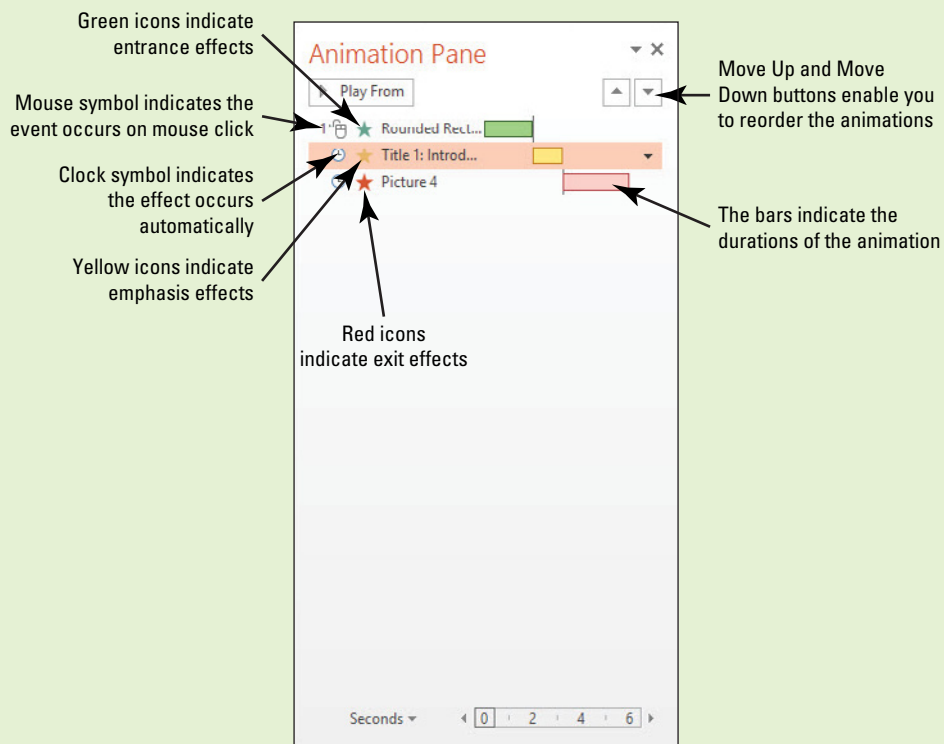 Green icons indicate
entrance effects
Mouse symbol indicates the
event occurs on mouse click
Clock symbol indicates
the effect occurs
automatically
Yellow icons indicate
emphasis effects
Animation Pane
Play From
1
Rounded Rect...
Title 1: Introd...
Picture 4
Red icons
indicate exit effects
Move Up and Move
Down buttons enable you
to reorder the animations
The bars indicate the
durations of the animation
Seconds
0 2 4 6